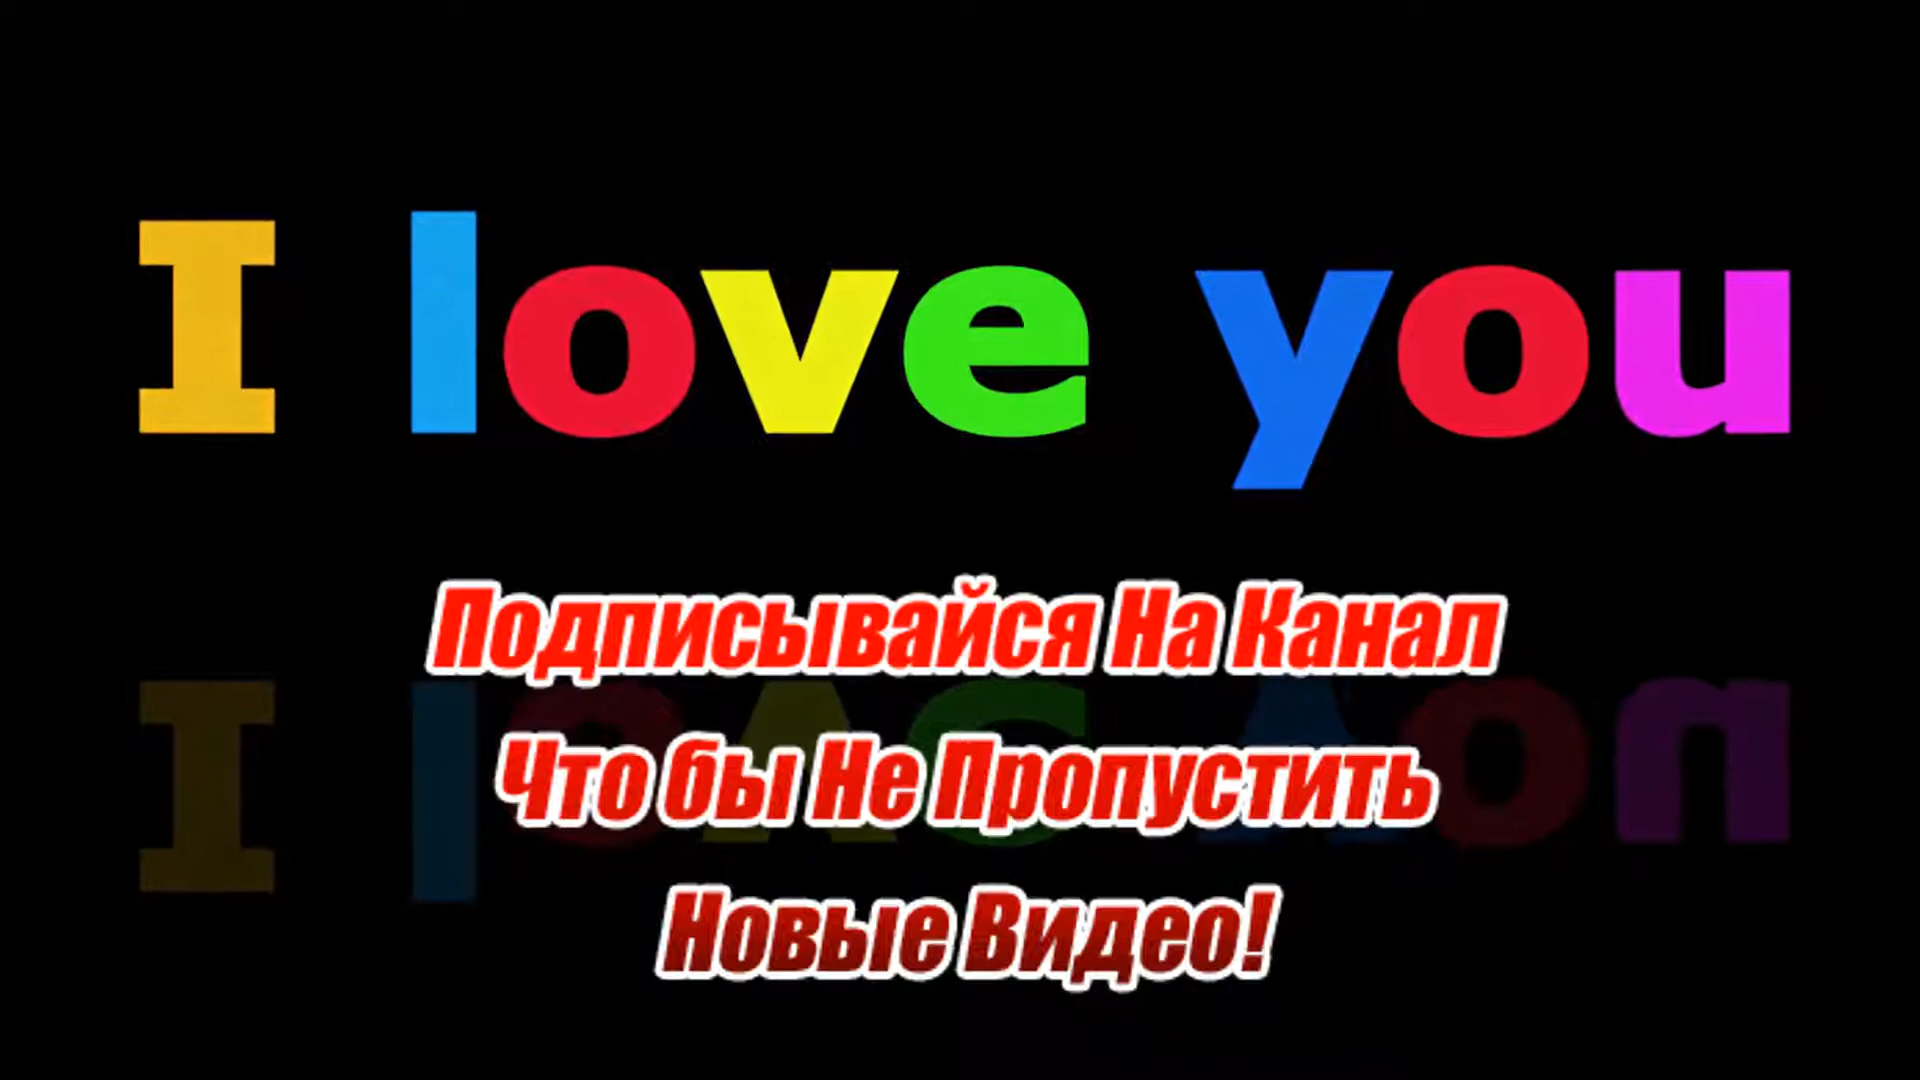 I love you
Подписывайся На Канал
Что бы Не Пропустить
Новые Видео!